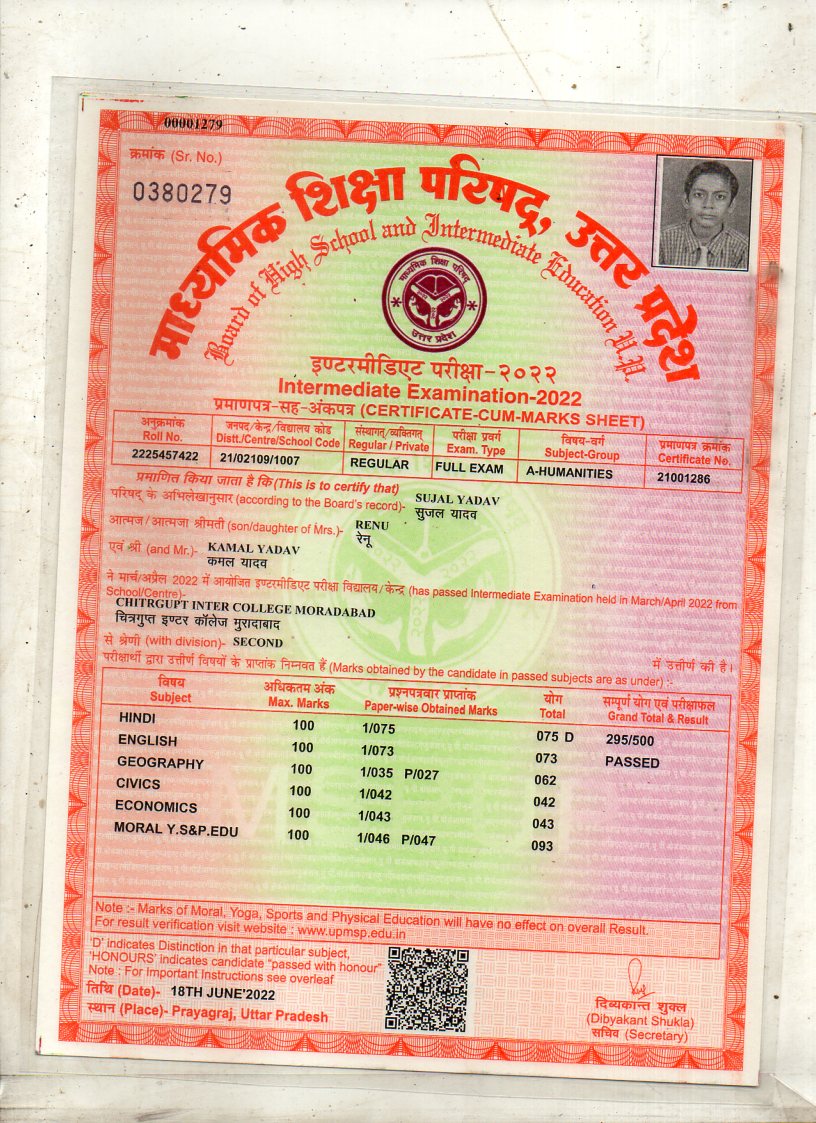 00001279
क्रमांक (Sr. No.)
0380279
माध्यमिक शिक्षा परिषद्, उत्तर प्रदेश
Board of High School and Intermediate Education U.P.
माध्यमिक शिक्षा परिषद्
उत्तर प्रदेश
इण्टरमीडिएट परीक्षा-२०२२
Intermediate Examination-2022
प्रमाणपत्र-सह-अंकपत्र (CERTIFICATE-CUM-MARKS SHEET)
अनुक्रमांक जनपद/केन्द्र/विद्यालय कोड संस्थागत/व्यक्तिगत परीक्षा प्रवर्ग विषय-वर्ग प्रमाणपत्र क्रमांक
Roll No. Distt./Centre/School Code Regular / Private Exam. Type Subject-Group Certificate No.
2225457422 21/02109/1007 REGULAR FULL EXAM A-HUMANITIES 21001286
प्रमाणित किया जाता है कि (This is to certify that)
परिषद् के अभिलेखानुसार (according to the Board's record)- SUJAL YADAV
सुजल यादव
आत्मज/आत्मजा श्रीमती (son/daughter of Mrs.)- RENU
रेनू
एवं श्री (and Mr.)- KAMAL YADAV
कमल यादव
ने मार्च/अप्रैल 2022 में आयोजित इण्टरमीडिएट परीक्षा विद्यालय/केन्द्र (has passed Intermediate Examination held in March/April 2022 from
School/Centre)-
CHITRGUPT INTER COLLEGE MORADABAD
चित्रगुप्त इण्टर कॉलेज मुरादाबाद
से श्रेणी (with division)- SECOND में उत्तीर्ण की है।
परीक्षार्थी द्वारा उत्तीर्ण विषयों के प्राप्तांक निम्नवत हैं (Marks obtained by the candidate in passed subjects are as under) :-
विषय अधिकतम अंक प्रश्नपत्रवार प्राप्तांक योग सम्पूर्ण योग एवं परीक्षाफल
Subject Max. Marks Paper-wise Obtained Marks Total Grand Total & Result
HINDI 100 1/075 075 D 295/500
ENGLISH 100 1/073 073 PASSED
GEOGRAPHY 100 1/035 P/027 062
CIVICS 100 1/042 042
ECONOMICS 100 1/043 043
MORAL Y.S&P.EDU 100 1/046 P/047 093
Note :- Marks of Moral, Yoga, Sports and Physical Education will have no effect on overall Result.
For result verification visit website : www.upmsp.edu.in
'D' indicates Distinction in that particular subject,
'HONOURS' indicates candidate "passed with honour"
Note : For Important Instructions see overleaf
तिथि (Date)- 18TH JUNE'2022
स्थान (Place)- Prayagraj, Uttar Pradesh
दिव्यकान्त शुक्ल
(Dibyakant Shukla)
सचिव (Secretary)